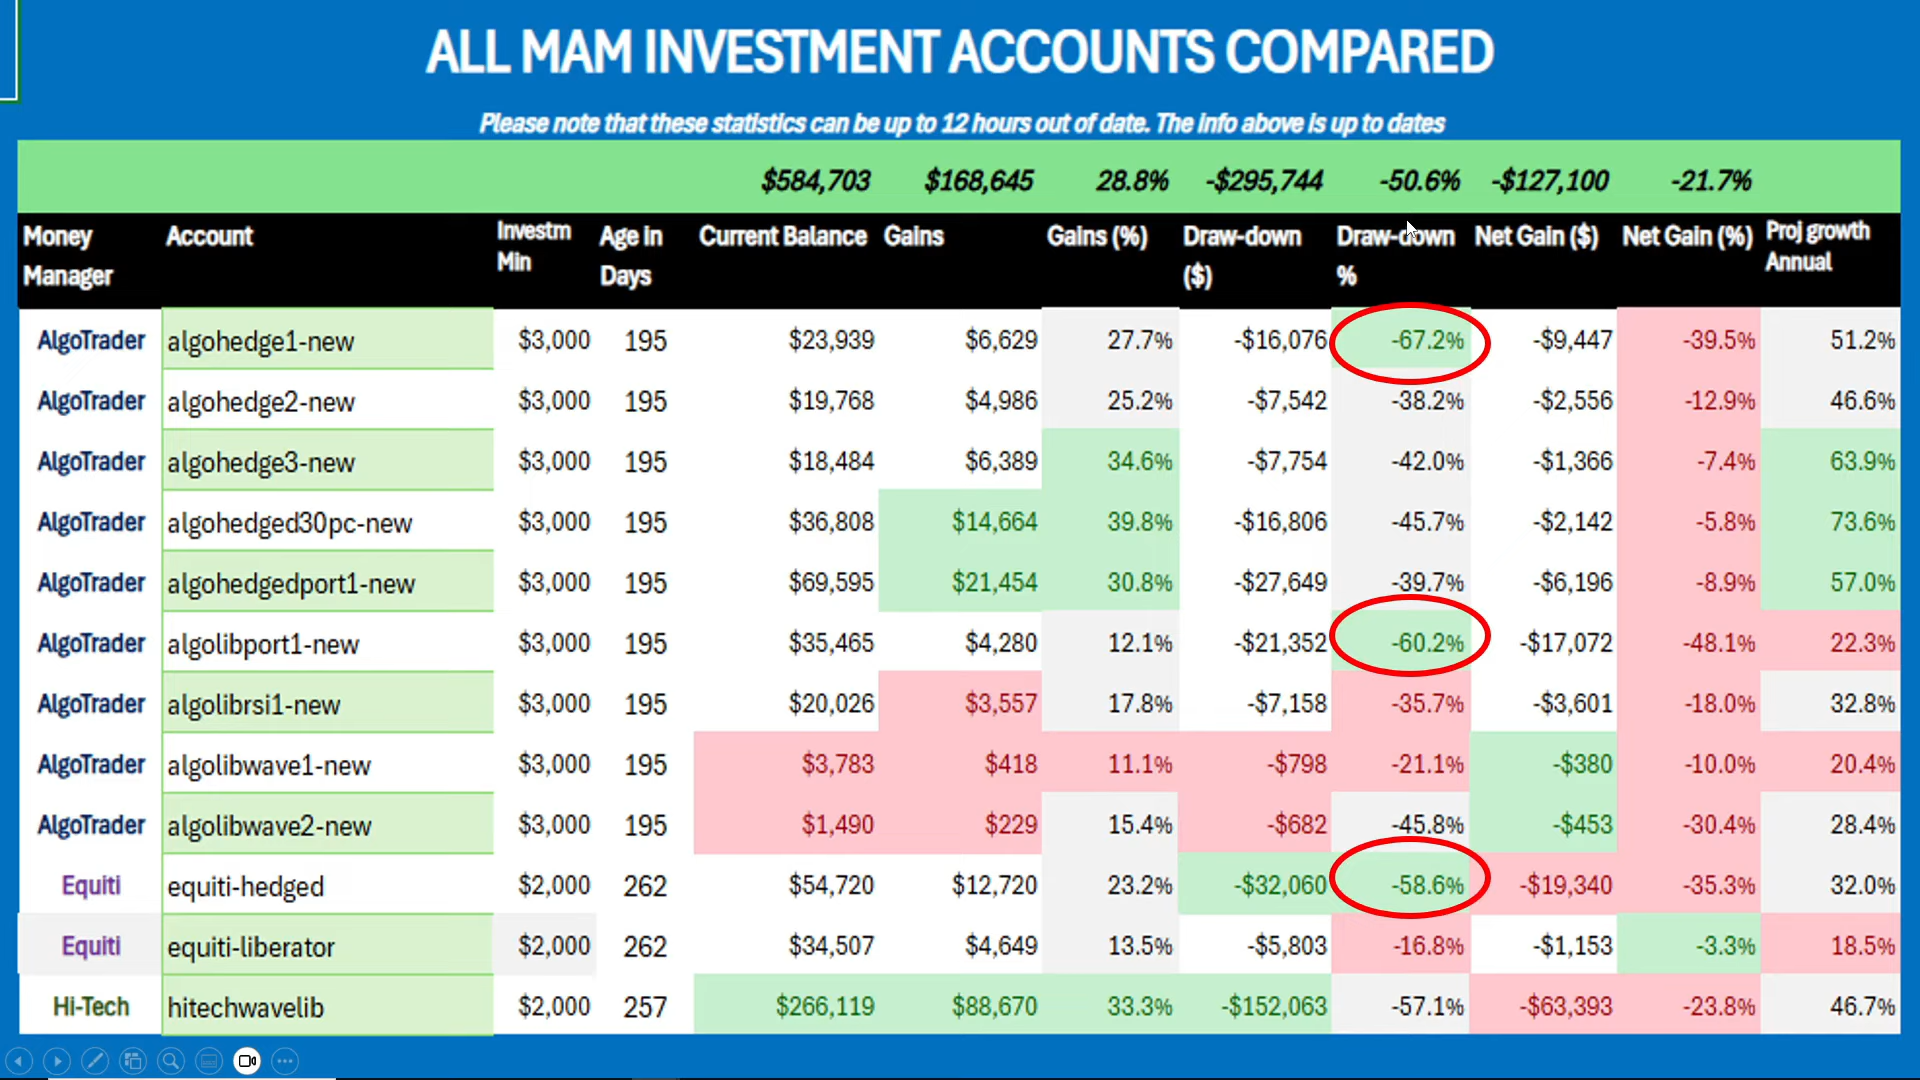 ALL MAM INVESTMENT ACCOUNTS COMPARED
Please note that these statistics can be up to 12 hours out of date. The info above is up to dates
$584,703 $168,645 28.8% -$295,744 -50.6% -$127,100 -21.7%
Money Manager Account Investm Min Age in Days Current Balance Gains Gains (%) Draw-down ($) Draw-down % Net Gain ($) Net Gain (%) Proj growth Annual
AlgoTrader algohedge1-new $3,000 195 $23,939 $6,629 27.7% -$16,076 -67.2% -$9,447 -39.5% 51.2%
AlgoTrader algohedge2-new $3,000 195 $19,768 $4,986 25.2% -$7,542 -38.2% -$2,556 -12.9% 46.6%
AlgoTrader algohedge3-new $3,000 195 $18,484 $6,389 34.6% -$7,754 -42.0% -$1,366 -7.4% 63.9%
AlgoTrader algohedged30pc-new $3,000 195 $36,808 $14,664 39.8% -$16,806 -45.7% -$2,142 -5.8% 73.6%
AlgoTrader algohedgedport1-new $3,000 195 $69,595 $21,454 30.8% -$27,649 -39.7% -$6,196 -8.9% 57.0%
AlgoTrader algolibport1-new $3,000 195 $35,465 $4,280 12.1% -$21,352 -60.2% -$17,072 -48.1% 22.3%
AlgoTrader algolibrsi1-new $3,000 195 $20,026 $3,557 17.8% -$7,158 -35.7% -$3,601 -18.0% 32.8%
AlgoTrader algolibwave1-new $3,000 195 $3,783 $418 11.1% -$798 -21.1% -$380 -10.0% 20.4%
AlgoTrader algolibwave2-new $3,000 195 $1,490 $229 15.4% -$682 -45.8% -$453 -30.4% 28.4%
Equiti equiti-hedged $2,000 262 $54,720 $12,720 23.2% -$32,060 -58.6% -$19,340 -35.3% 32.0%
Equiti equiti-liberator $2,000 262 $34,507 $4,649 13.5% -$5,803 -16.8% -$1,153 -3.3% 18.5%
Hi-Tech hitechwavelib $2,000 257 $266,119 $88,670 33.3% -$152,063 -57.1% -$63,393 -23.8% 46.7%